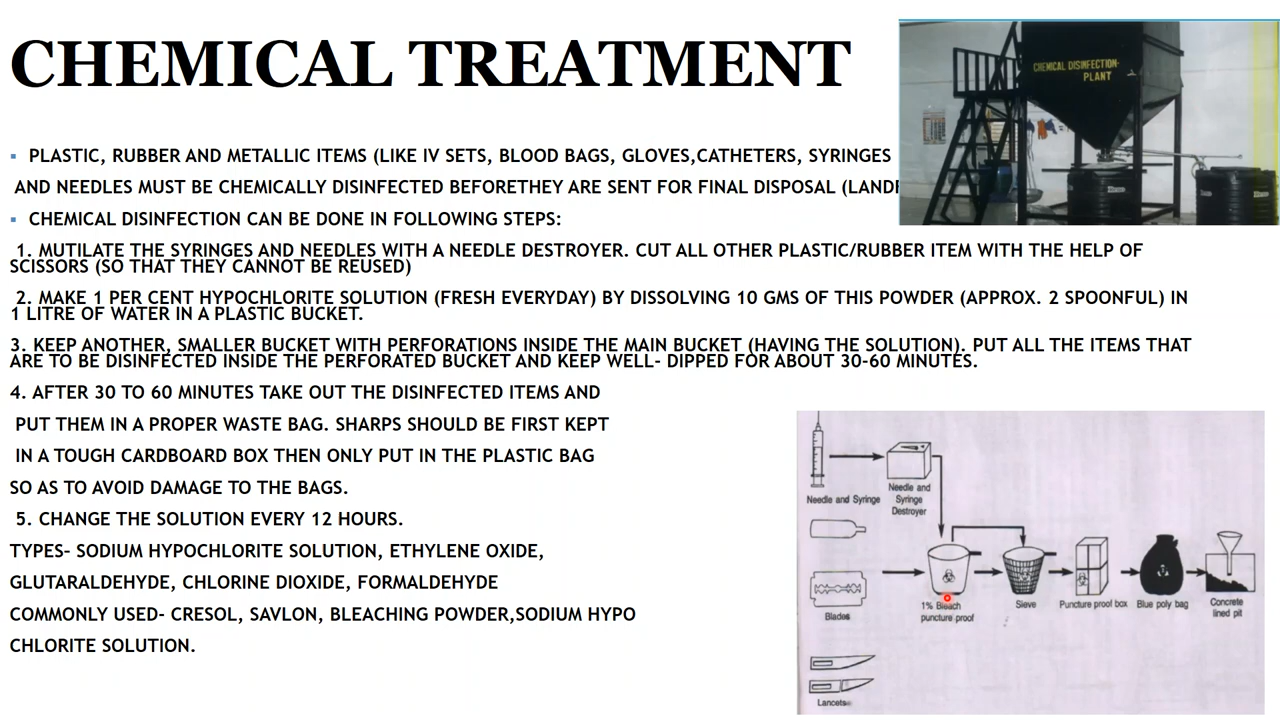 CHEMICAL TREATMENT
CHEMICAL DISINFECTION-
PLANT
▪ PLASTIC, RUBBER AND METALLIC ITEMS (LIKE IV SETS, BLOOD BAGS, GLOVES,CATHETERS, SYRINGES
AND NEEDLES MUST BE CHEMICALLY DISINFECTED BEFORETHEY ARE SENT FOR FINAL DISPOSAL
▪ CHEMICAL DISINFECTION CAN BE DONE IN FOLLOWING STEPS:
1. MUTILATE THE SYRINGES AND NEEDLES WITH A NEEDLE DESTROYER. CUT ALL OTHER PLASTIC/RUBBER ITEM WITH THE HELP OF
SCISSORS (SO THAT THEY CANNOT BE REUSED)
2. MAKE 1 PER CENT HYPOCHLORITE SOLUTION (FRESH EVERYDAY) BY DISSOLVING 10 GMS OF THIS POWDER (APPROX. 2 SPOONFUL) IN
1 LITRE OF WATER IN A PLASTIC BUCKET.
3. KEEP ANOTHER, SMALLER BUCKET WITH PERFORATIONS INSIDE THE MAIN BUCKET (HAVING THE SOLUTION). PUT ALL THE ITEMS THAT
ARE TO BE DISINFECTED INSIDE THE PERFORATED BUCKET AND KEEP WELL- DIPPED FOR ABOUT 30-60 MINUTES.
4. AFTER 30 TO 60 MINUTES TAKE OUT THE DISINFECTED ITEMS AND
PUT THEM IN A PROPER WASTE BAG. SHARPS SHOULD BE FIRST KEPT
IN A TOUGH CARDBOARD BOX THEN ONLY PUT IN THE PLASTIC BAG
SO AS TO AVOID DAMAGE TO THE BAGS.
5. CHANGE THE SOLUTION EVERY 12 HOURS.
TYPES- SODIUM HYPOCHLORITE SOLUTION, ETHYLENE OXIDE,
GLUTARALDEHYDE, CHLORINE DIOXIDE, FORMALDEHYDE
COMMONLY USED- CRESOL, SAVLON, BLEACHING POWDER,SODIUM HYPO
CHLORITE SOLUTION.
Needle and Syringe
Needle and
Syringe
Destroyer
Blades
Lancets
1% Bleach
puncture proof
Sieve
Puncture proof box
Blue poly bag
Concrete
lined pit